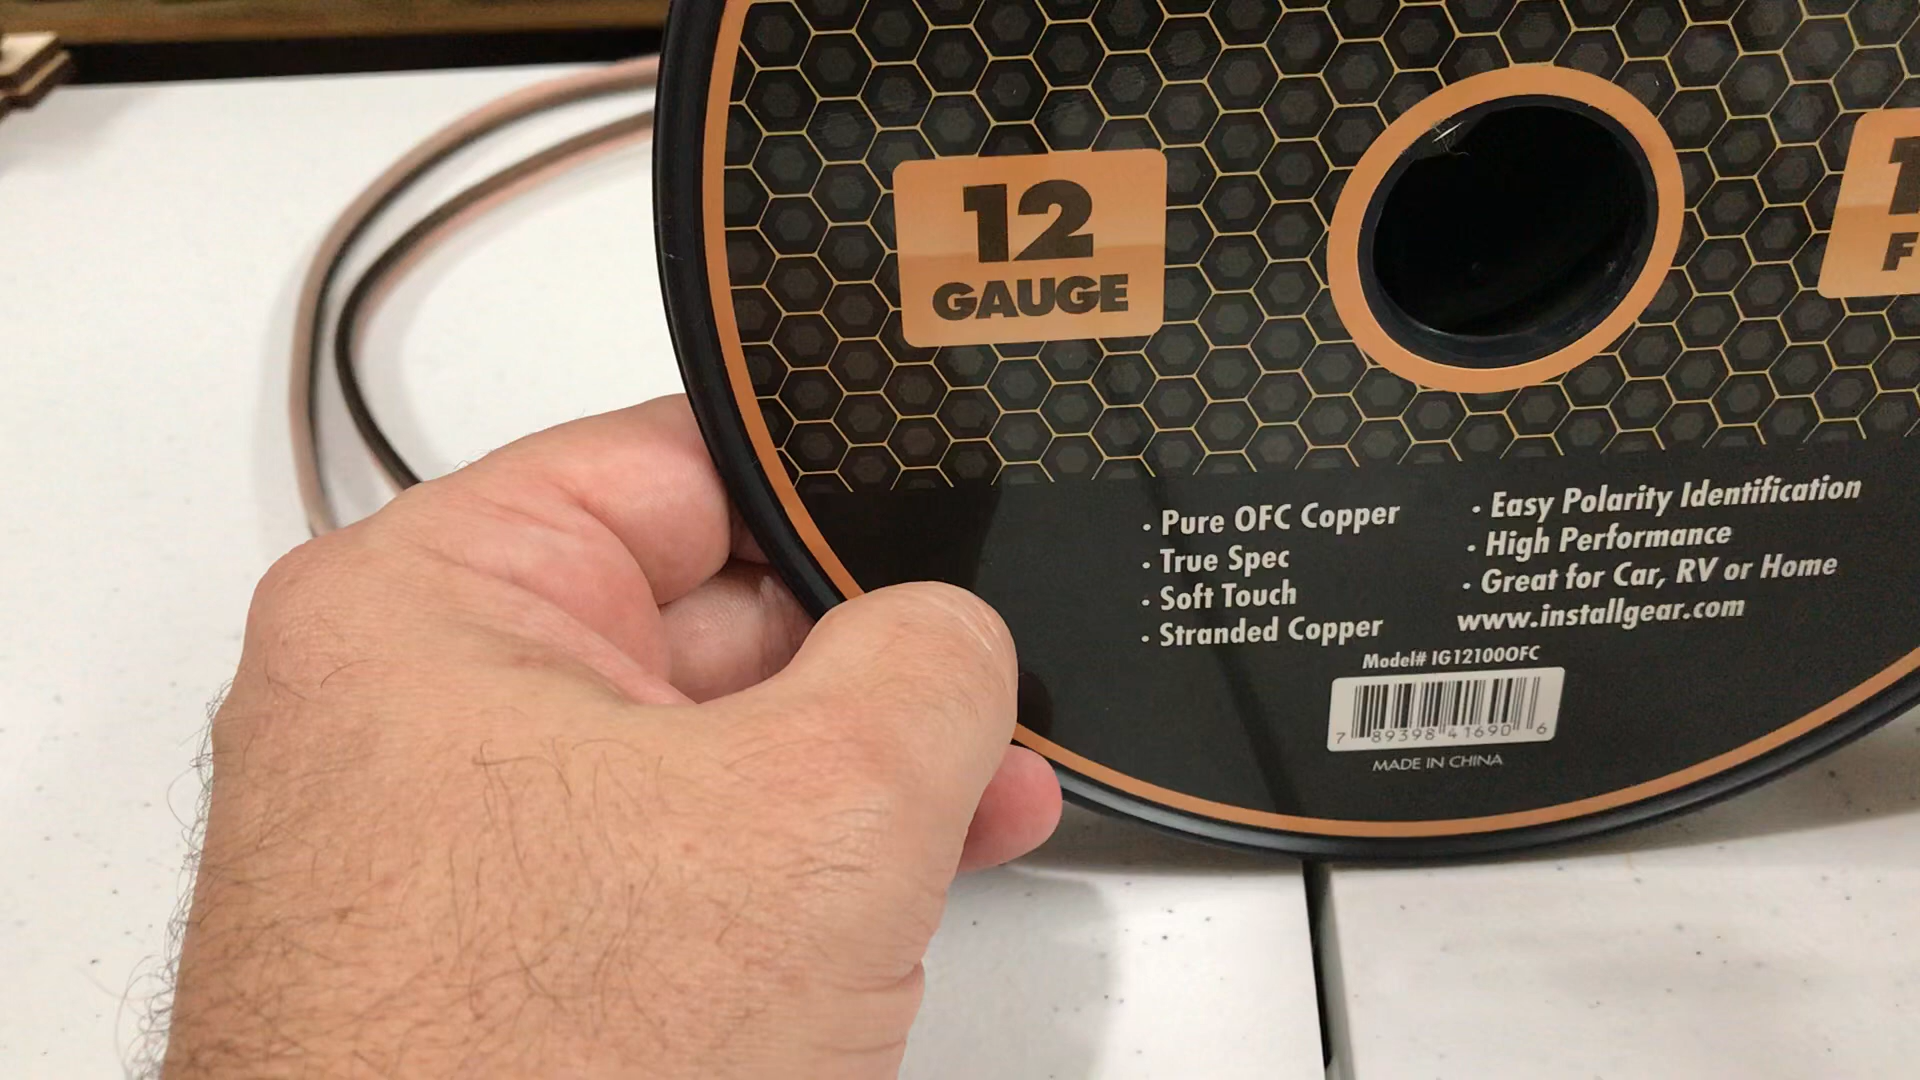 12
GAUGE
1
F
· Pure OFC Copper
· True Spec
· Soft Touch
· Stranded Copper
· Easy Polarity Identification
· High Performance
· Great for Car, RV or Home
www.installgear.com
Model# IG12100OFC
7 89398 41690 6
MADE IN CHINA